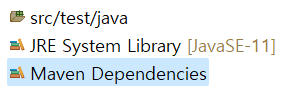 src/test/java
JRE System Library [JavaSE-11]
Maven Dependencies